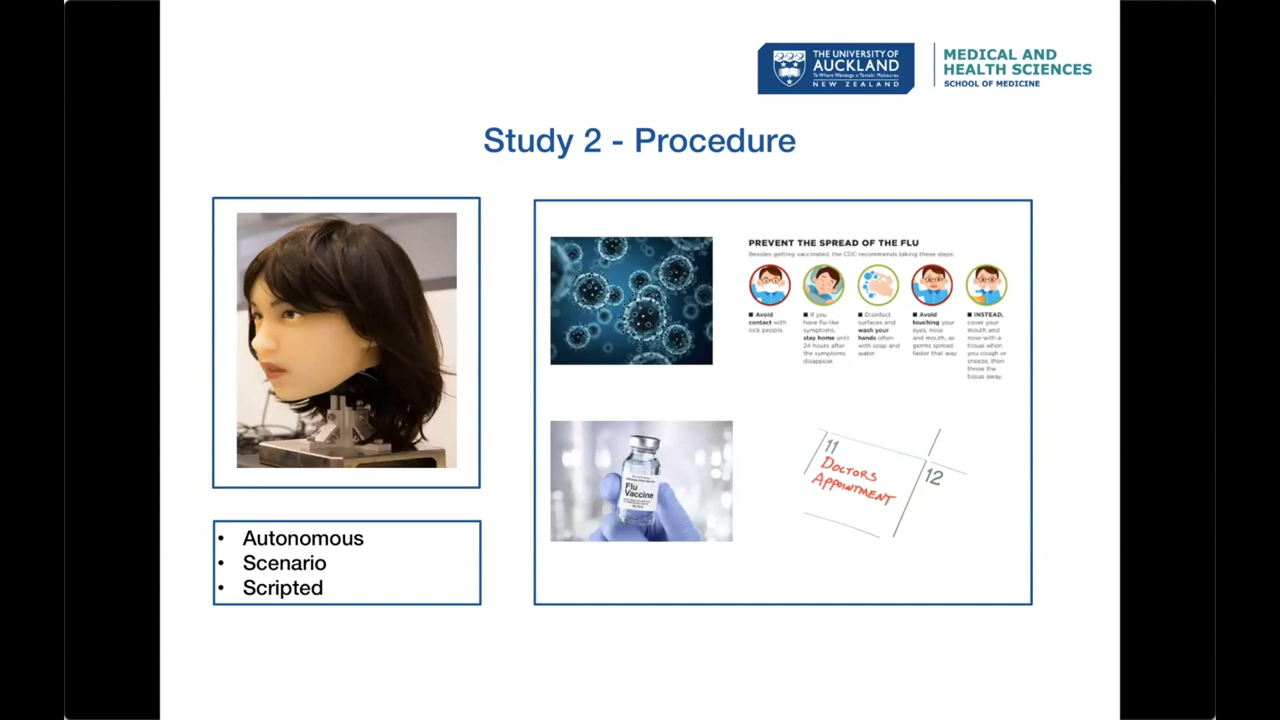 THE UNIVERSITY OF
AUCKLAND
Te Whare Wānanga o Tāmaki Makaurau
NEW ZEALAND
MEDICAL AND
HEALTH SCIENCES
SCHOOL OF MEDICINE
Study 2 - Procedure
PREVENT THE SPREAD OF THE FLU
Besides getting vaccinated, the CDC recommends taking these steps:
■ Avoid
contact with
sick people.
■ If you
have flu-like
symptoms,
stay home until
24 hours after
the symptoms
disappear.
■ Disinfect
surfaces and
wash your
hands often
with soap and
water.
■ Avoid
touching your
eyes, nose
and mouth, as
germs spread
faster that way
■ INSTEAD,
cover your
mouth and
nose with a
tissue when
you cough or
sneeze, then
throw the
tissue away.
Flu
Vaccine
11
DOCTORS
APPOINTMENT
12
• Autonomous
• Scenario
• Scripted